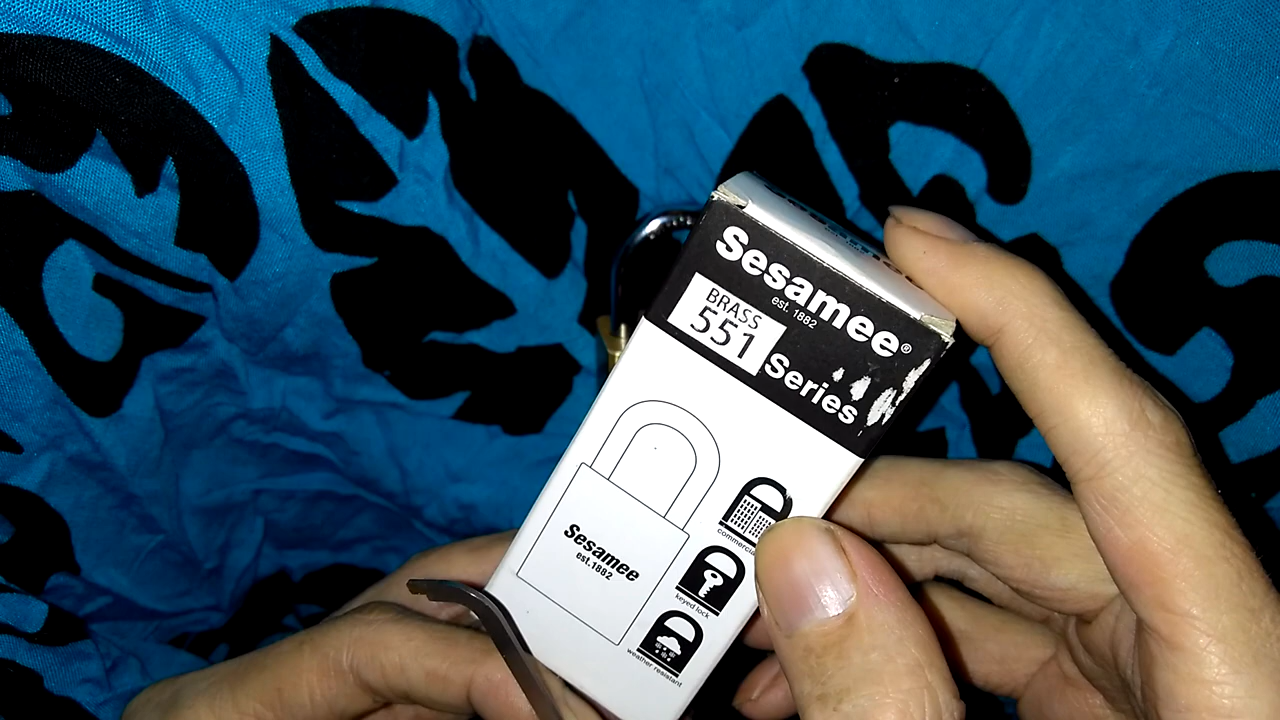 Sesamee®
est. 1882
BRASS
551
Series
Sesamee
est.1882
keyed lock
weather resistant